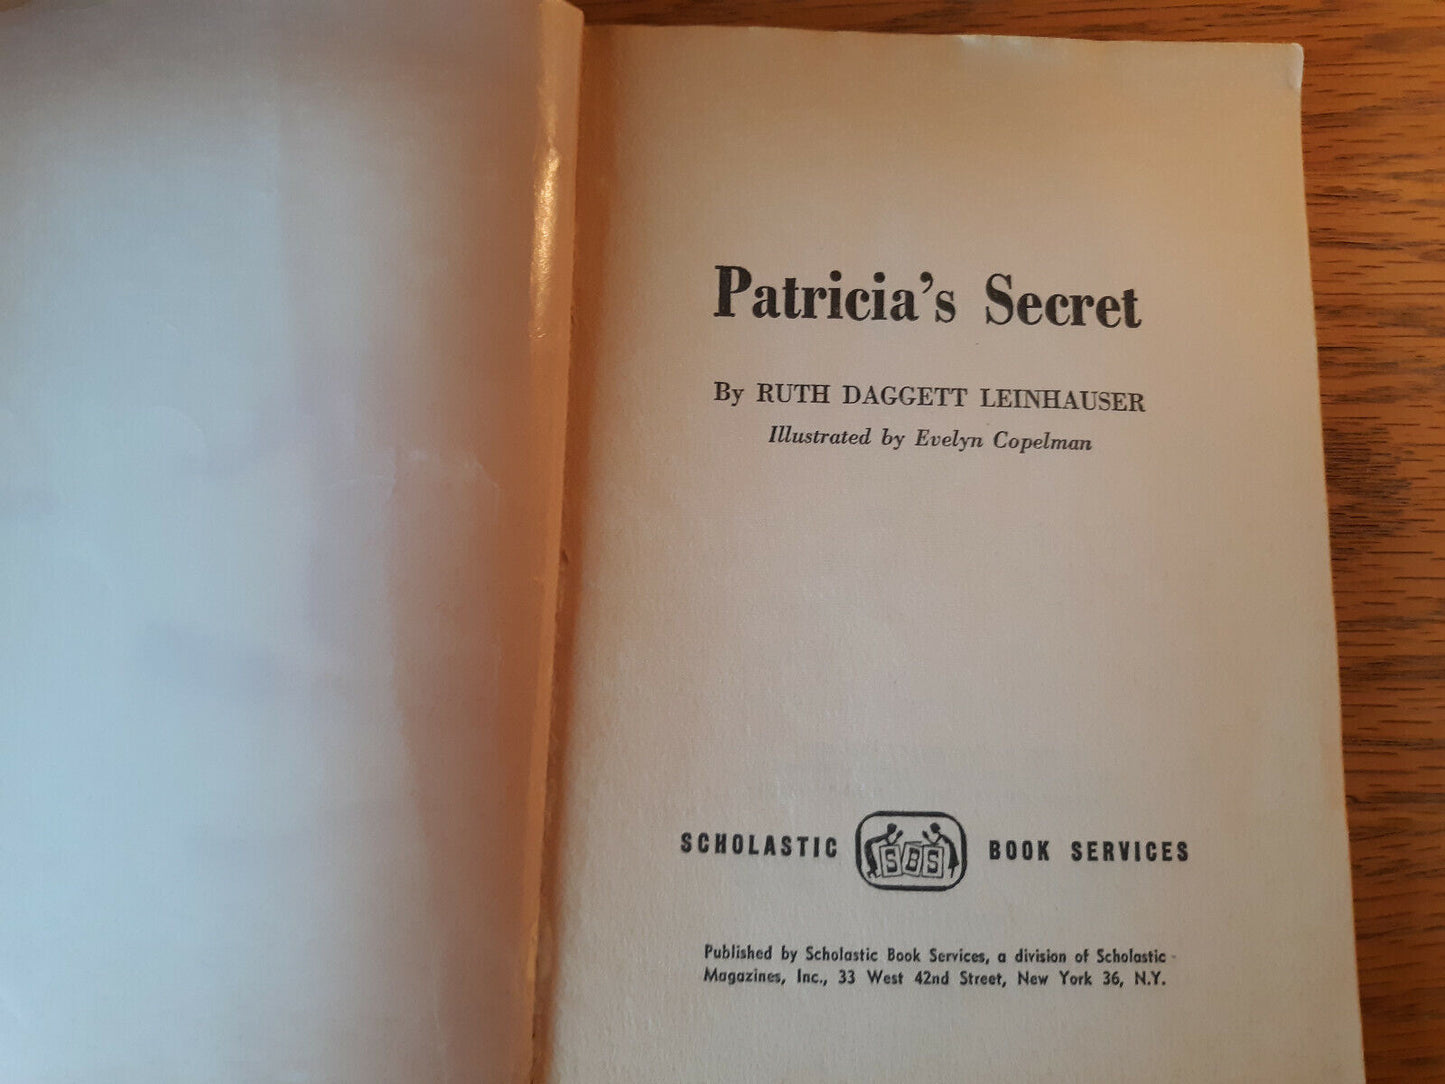 Patricia's Secret
By RUTH DAGGETT LEINHAUSER
Illustrated by Evelyn Copelman
SCHOLASTIC SBS BOOK SERVICES
Published by Scholastic Book Services, a division of Scholastic
Magazines, Inc., 33 West 42nd Street, New York 36, N.Y.